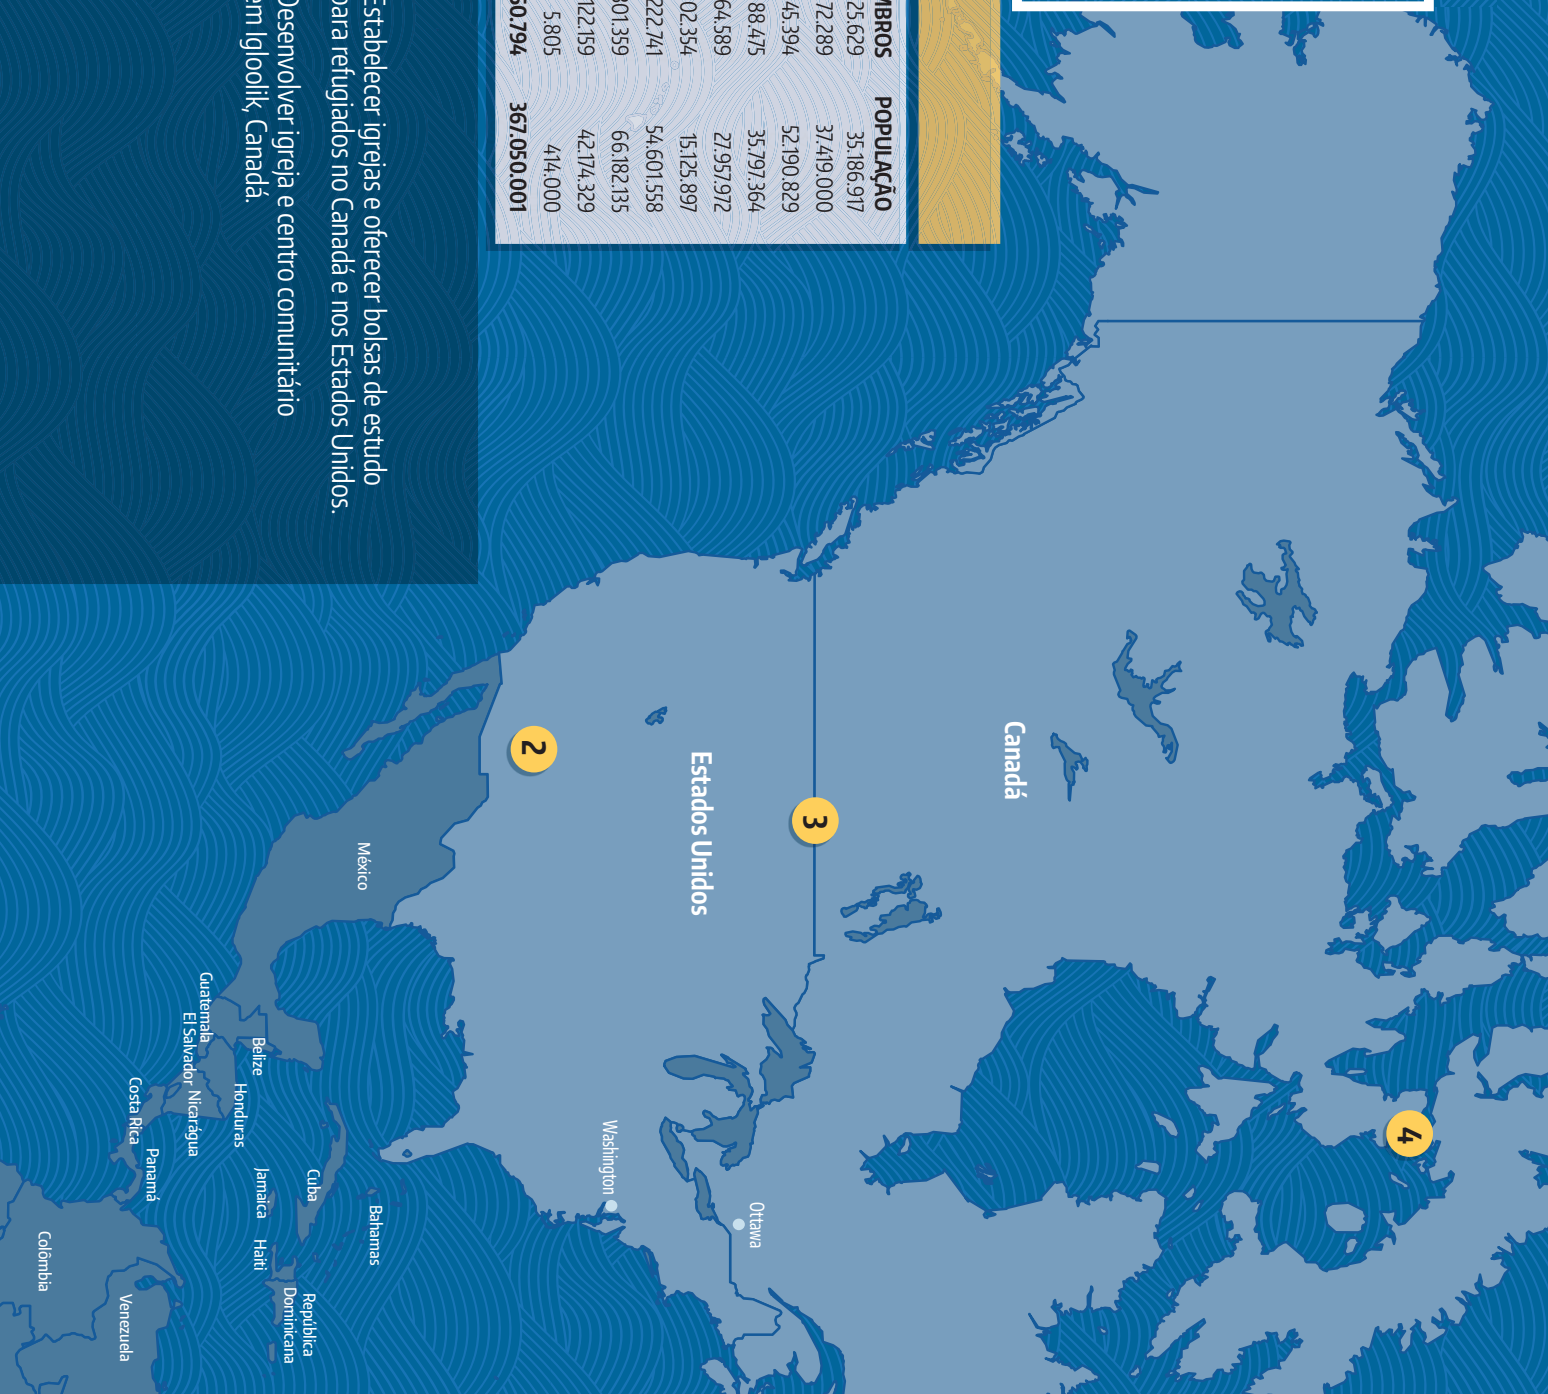 MBROS POPULAÇÃO
25.629 35.186.917
72.289 37.419.000
45.394 52.190.829
88.475 35.797.364
64.589 27.957.972
02.354 15.125.897
222.741 54.601.558
301.359 66.182.135
122.159 42.174.329
5.805 414.000
60.794 367.050.001
Estabelecer igrejas e oferecer bolsas de estudo
para refugiados no Canadá e nos Estados Unidos.
Desenvolver igreja e centro comunitário
em Igloolik, Canadá.
4
Canadá
3
Ottawa
Estados Unidos
Washington
2
México
Bahamas
Cuba
República
Dominicana
Jamaica
Haiti
Belize
Honduras
Guatemala
El Salvador
Nicarágua
Costa Rica
Panamá
Venezuela
Colômbia